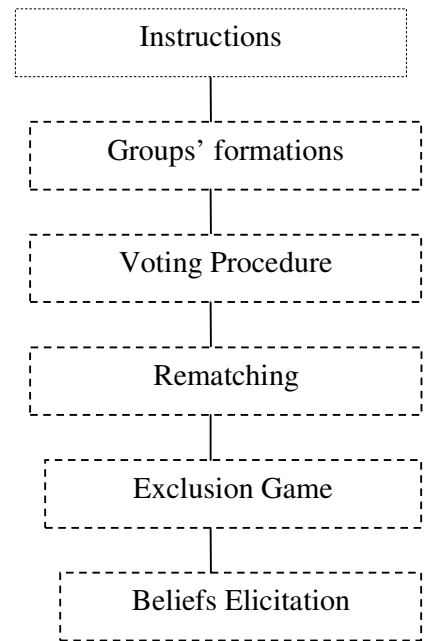 Instructions
Groups’ formations
Voting Procedure
Rematching
Exclusion Game
Beliefs Elicitation